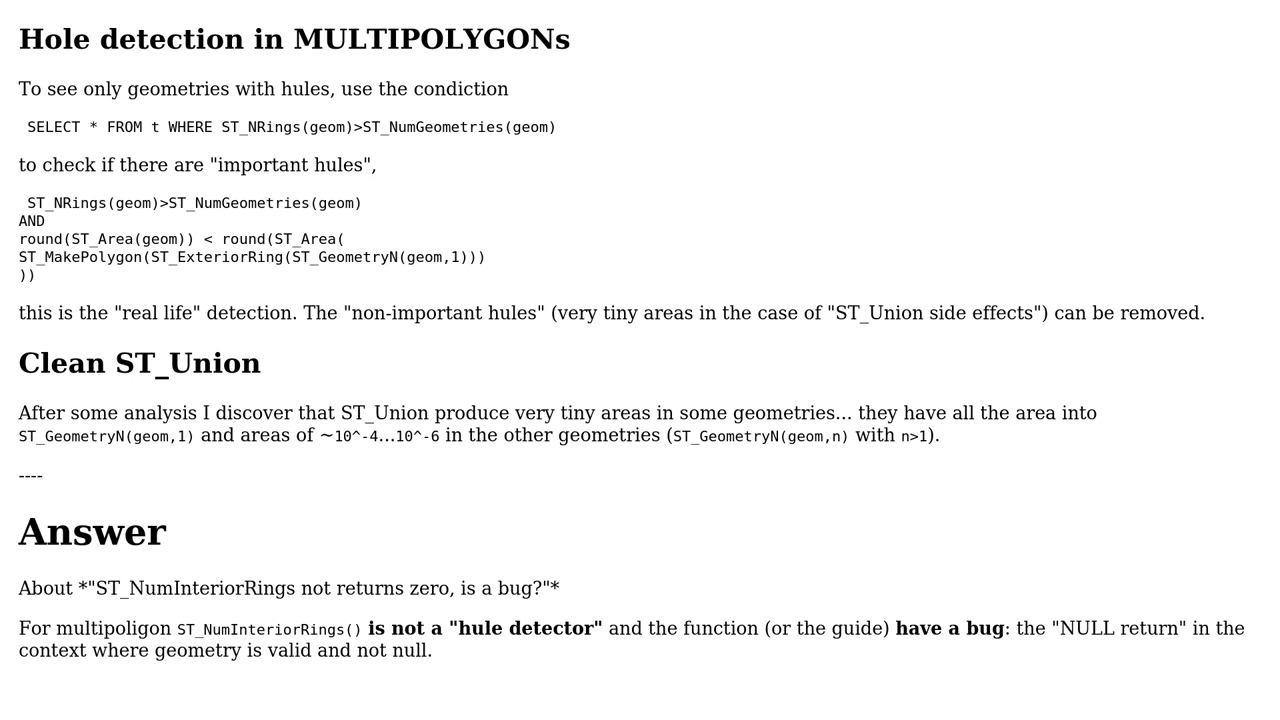 Hole detection in MULTIPOLYGONs
To see only geometries with hules, use the condiction
SELECT * FROM t WHERE ST_NRings(geom)>ST_NumGeometries(geom)
to check if there are "important hules",
ST_NRings(geom)>ST_NumGeometries(geom)
AND
round(ST_Area(geom)) < round(ST_Area(
ST_MakePolygon(ST_ExteriorRing(ST_GeometryN(geom,1)))
))
this is the "real life" detection. The "non-important hules" (very tiny areas in the case of "ST_Union side effects") can be removed.
Clean ST_Union
After some analysis I discover that ST_Union produce very tiny areas in some geometries... they have all the area into
ST_GeometryN(geom,1) and areas of ~10^-4...10^-6 in the other geometries (ST_GeometryN(geom,n) with n>1).
----
Answer
About *"ST_NumInteriorRings not returns zero, is a bug?"*
For multipoligon ST_NumInteriorRings() is not a "hule detector" and the function (or the guide) have a bug: the "NULL return" in the
context where geometry is valid and not null.